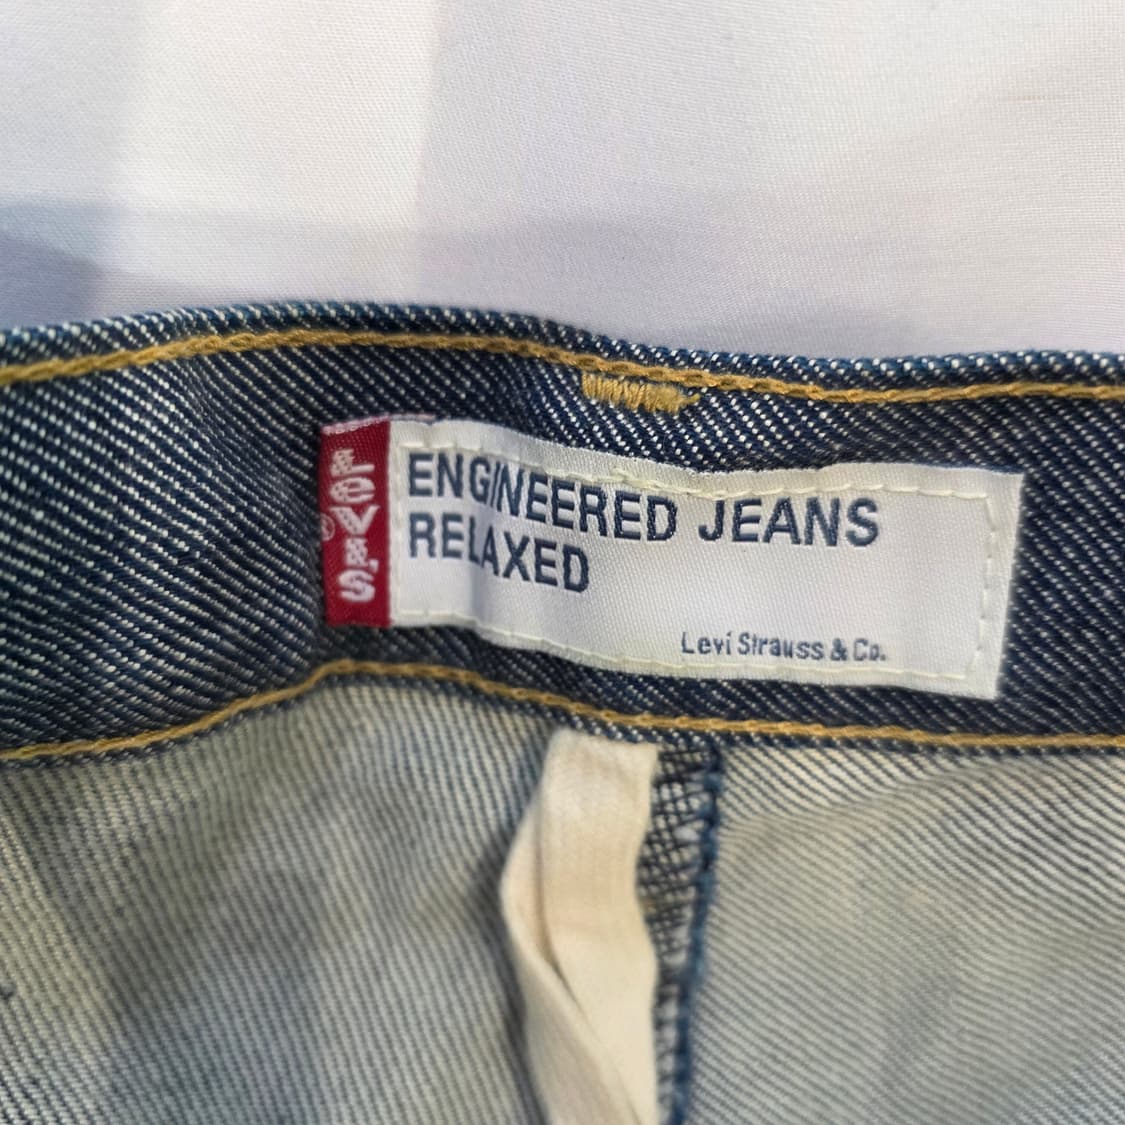 LEVI'S®
ENGINEERED JEANS
RELAXED
Levi Strauss & Co.